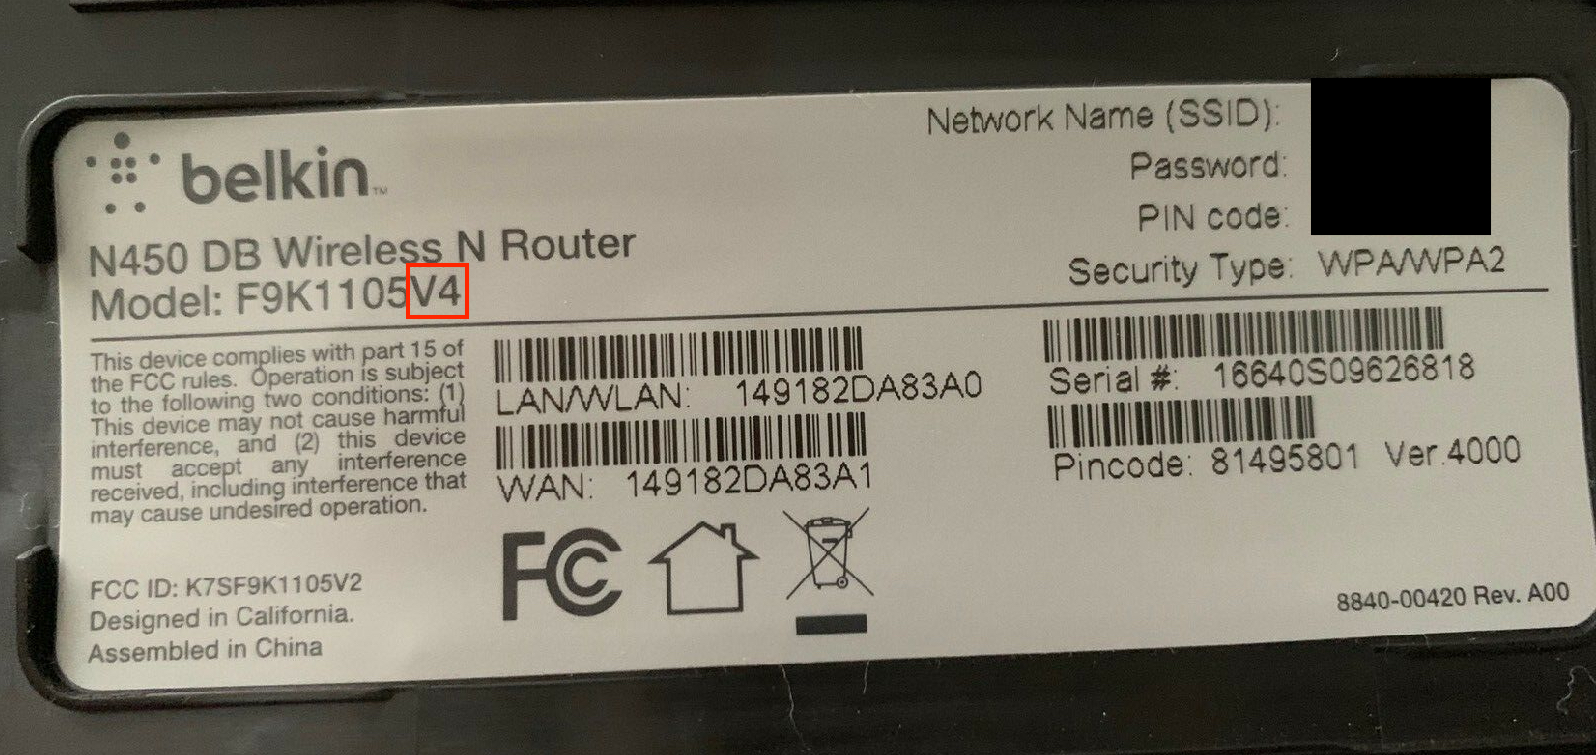 belkin™
N450 DB Wireless N Router
Model: F9K1105V4
Network Name (SSID):
Password:
PIN code:
Security Type: WPA/WPA2
This device complies with part 15 of
the FCC rules. Operation is subject
to the following two conditions: (1)
This device may not cause harmful
interference, and (2) this device
must accept any interference
received, including interference that
may cause undesired operation.
LAN/WLAN: 149182DA83A0
WAN: 149182DA83A1
Serial #: 16640S09626818
Pincode: 81495801 Ver.4000
FCC ID: K7SF9K1105V2
Designed in California.
Assembled in China
FC
8840-00420 Rev. A00